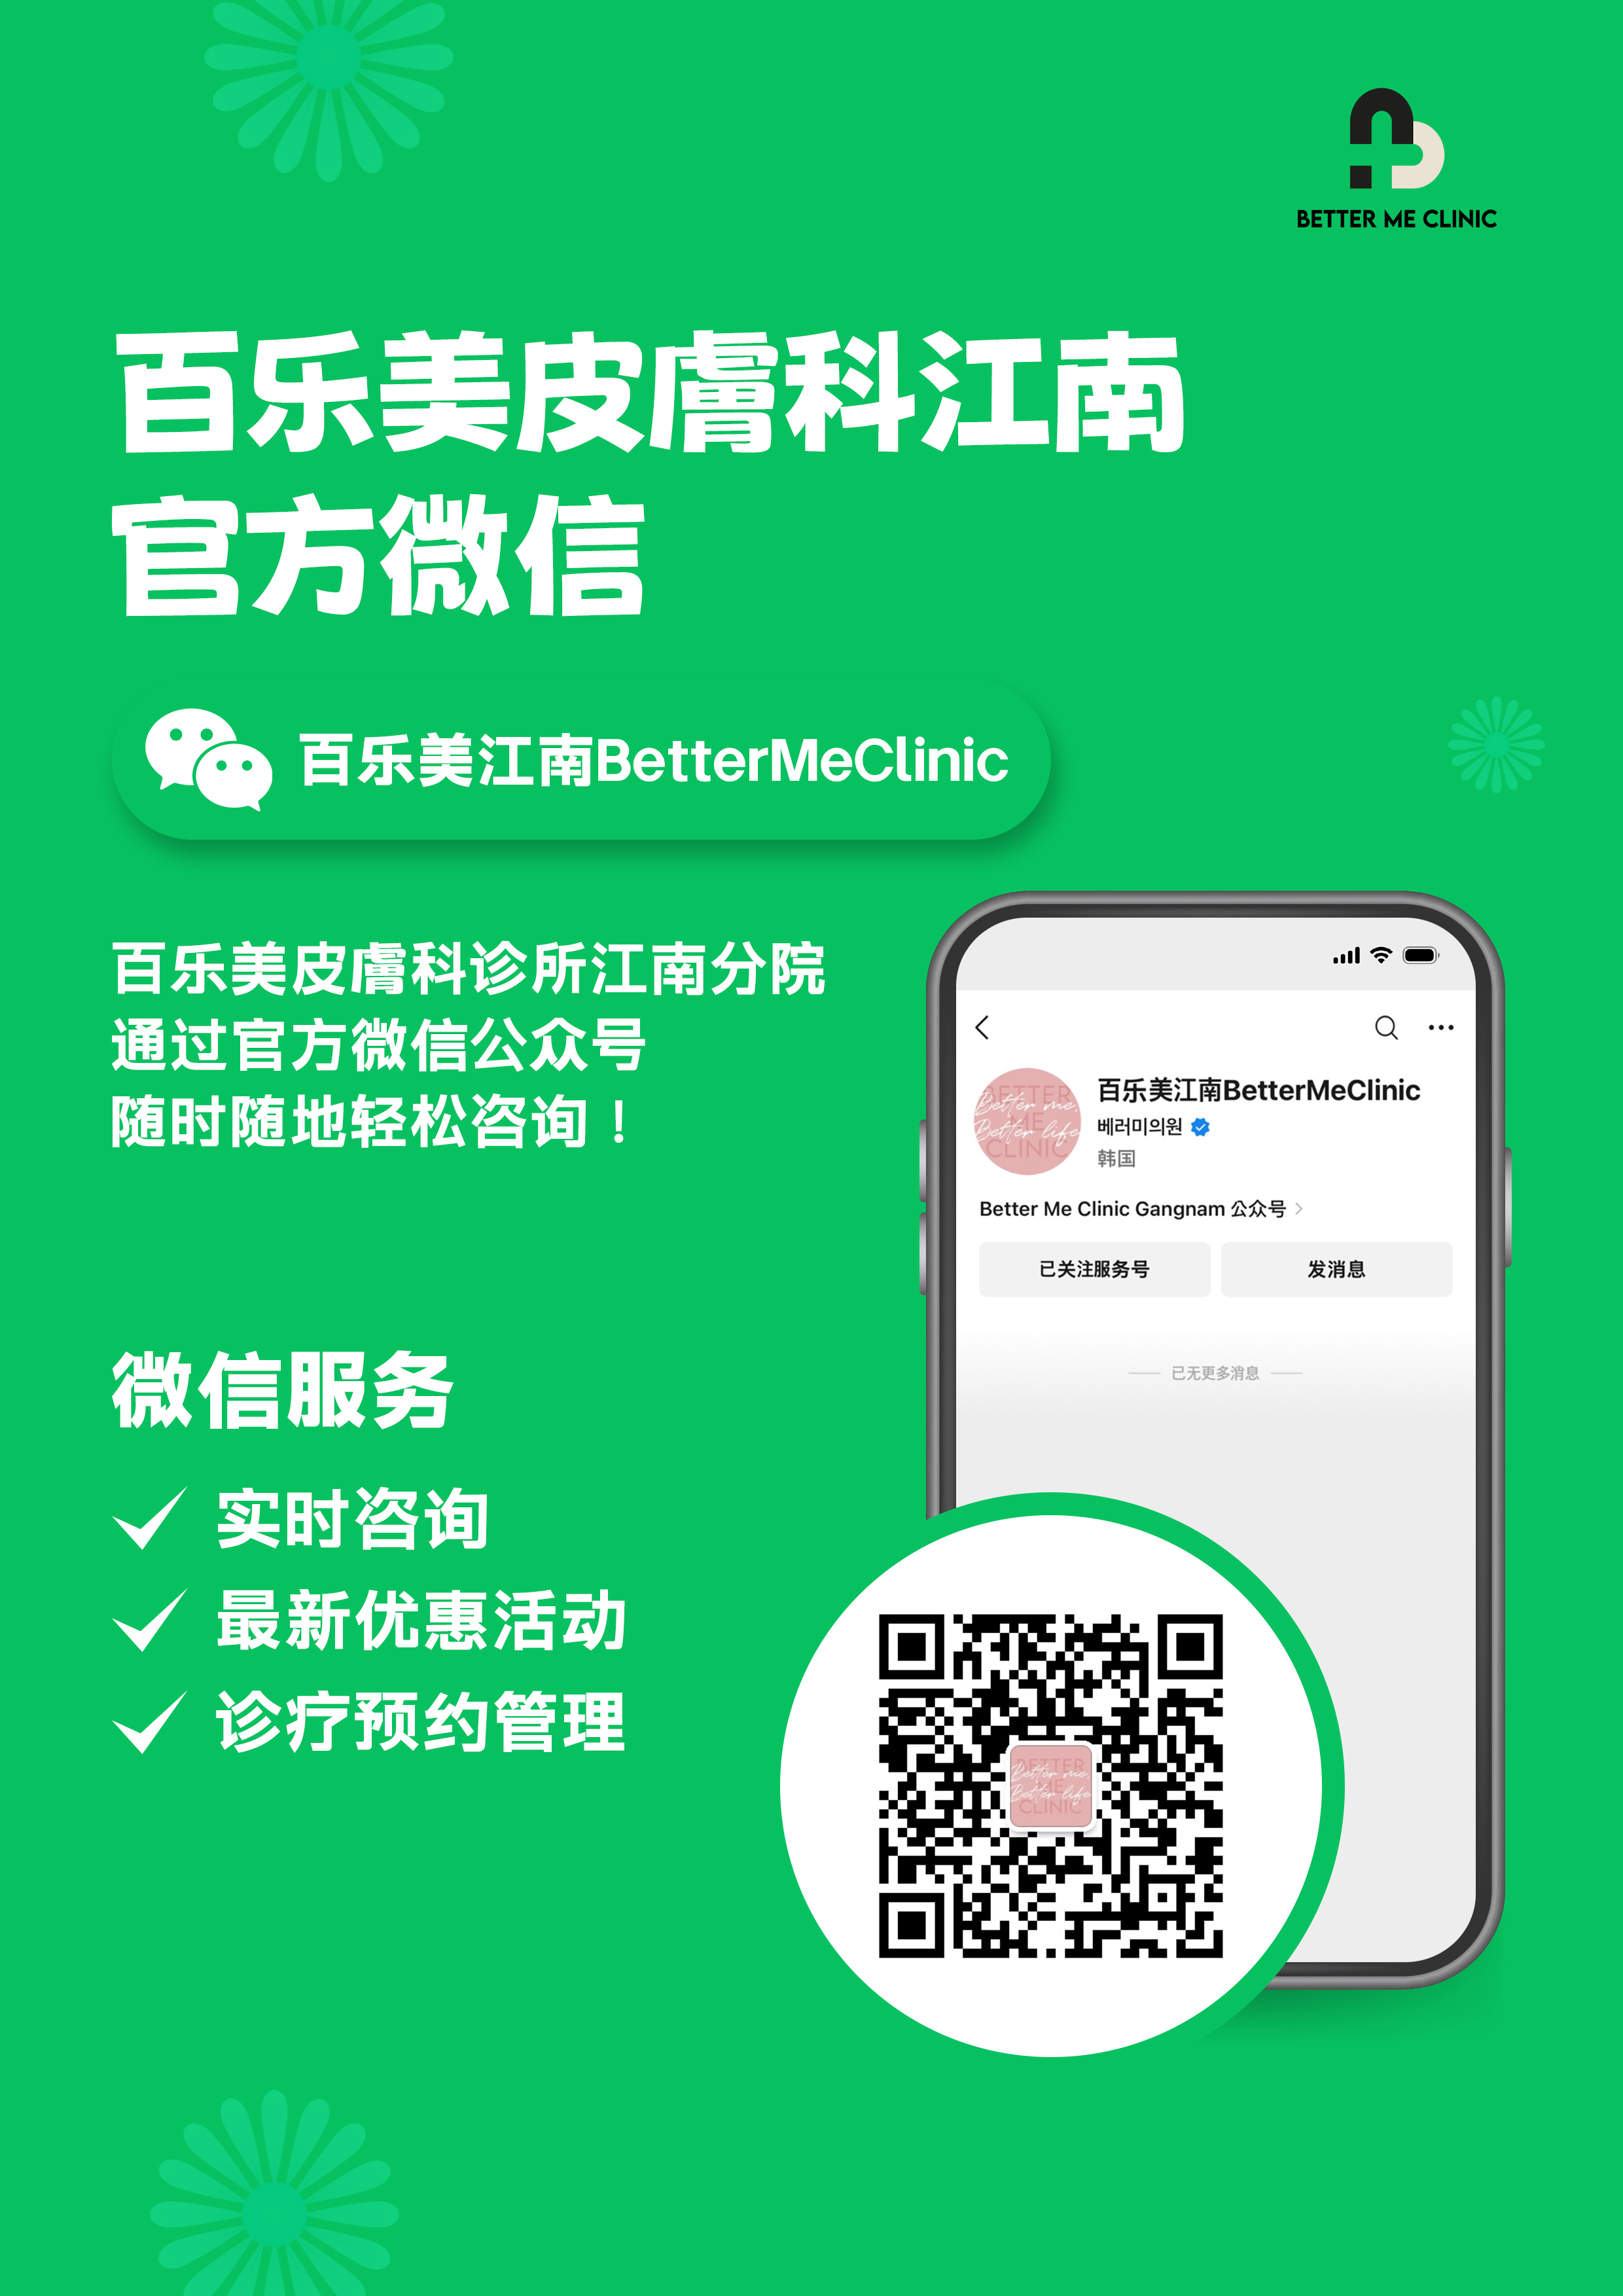 BETTER ME CLINIC
百乐美皮膚科江南
官方微信
百乐美江南BetterMeClinic
百乐美皮膚科诊所江南分院
通过官方微信公众号
随时随地轻松咨询！
百乐美江南BetterMeClinic
베러미의원
韩国
Better Me Clinic Gangnam 公众号
已关注服务号
发消息
已无更多消息
BETTER
ME
CLINIC
Better me,
Better life
微信服务
实时咨询
最新优惠活动
诊疗预约管理
BETTER
ME
CLINIC
Better me,
Better life